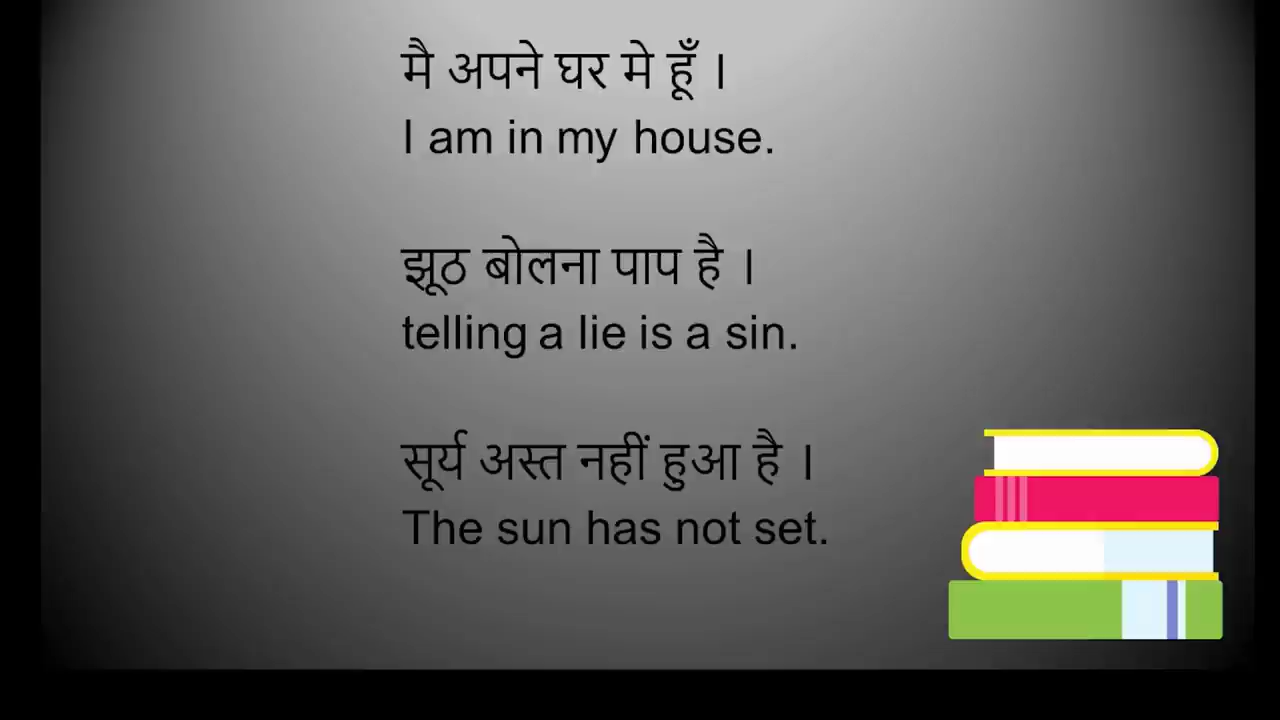 मै अपने घर मे हूँ ।
I am in my house.
झूठ बोलना पाप है ।
telling a lie is a sin.
सूर्य अस्त नहीं हुआ है ।
The sun has not set.